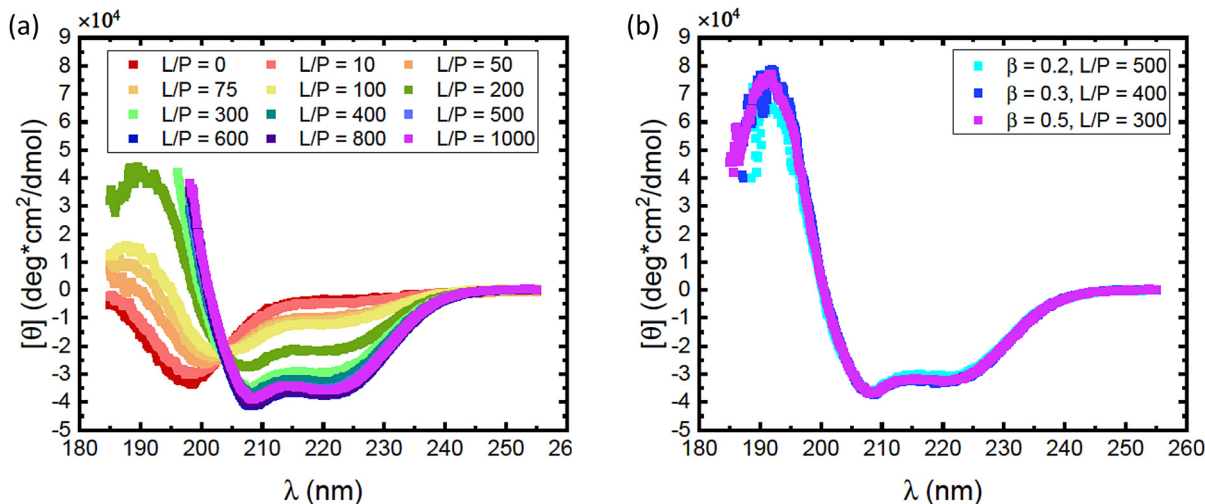 (a)
×10⁴
9
8
7
6
5
4
3
2
1
0
-1
-2
-3
-4
-5
[θ] (deg*cm²/dmol)
L/P = 0 L/P = 10 L/P = 50
L/P = 75 L/P = 100 L/P = 200
L/P = 300 L/P = 400 L/P = 500
L/P = 600 L/P = 800 L/P = 1000
180 190 200 210 220 230 240 250 26
λ (nm)
(b)
×10⁴
9
8
7
6
5
4
3
2
1
0
-1
-2
-3
-4
-5
[θ] (deg*cm²/dmol)
β = 0.2, L/P = 500
β = 0.3, L/P = 400
β = 0.5, L/P = 300
180 190 200 210 220 230 240 250 260
λ (nm)